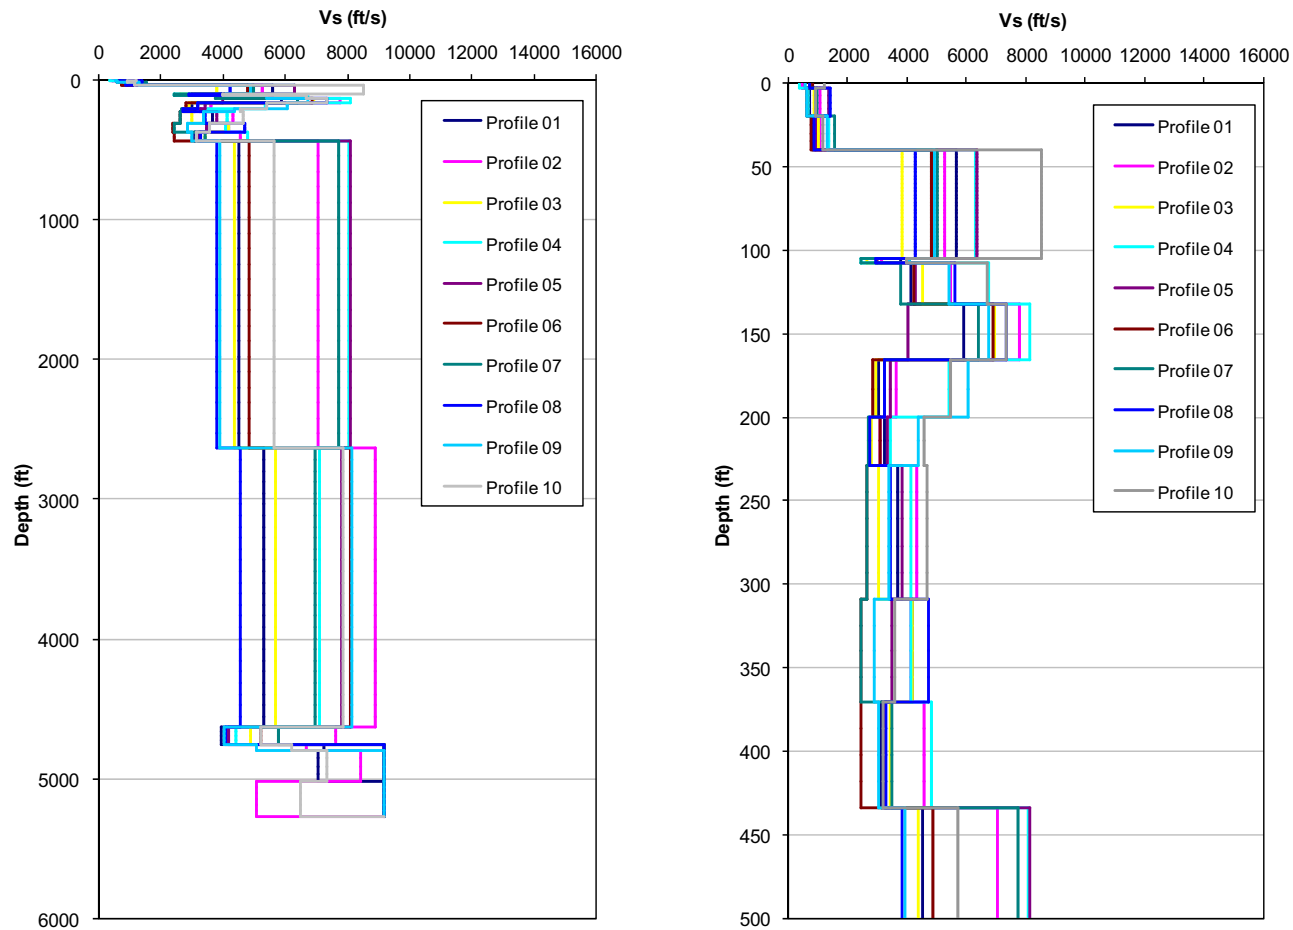 Vs (ft/s)
0 2000 4000 6000 8000 10000 12000 14000 16000
0
1000
2000
3000
4000
5000
6000
Depth (ft)
Profile 01
Profile 02
Profile 03
Profile 04
Profile 05
Profile 06
Profile 07
Profile 08
Profile 09
Profile 10
Vs (ft/s)
0 2000 4000 6000 8000 10000 12000 14000 16000
0
50
100
150
200
250
300
350
400
450
500
Depth (ft)
Profile 01
Profile 02
Profile 03
Profile 04
Profile 05
Profile 06
Profile 07
Profile 08
Profile 09
Profile 10